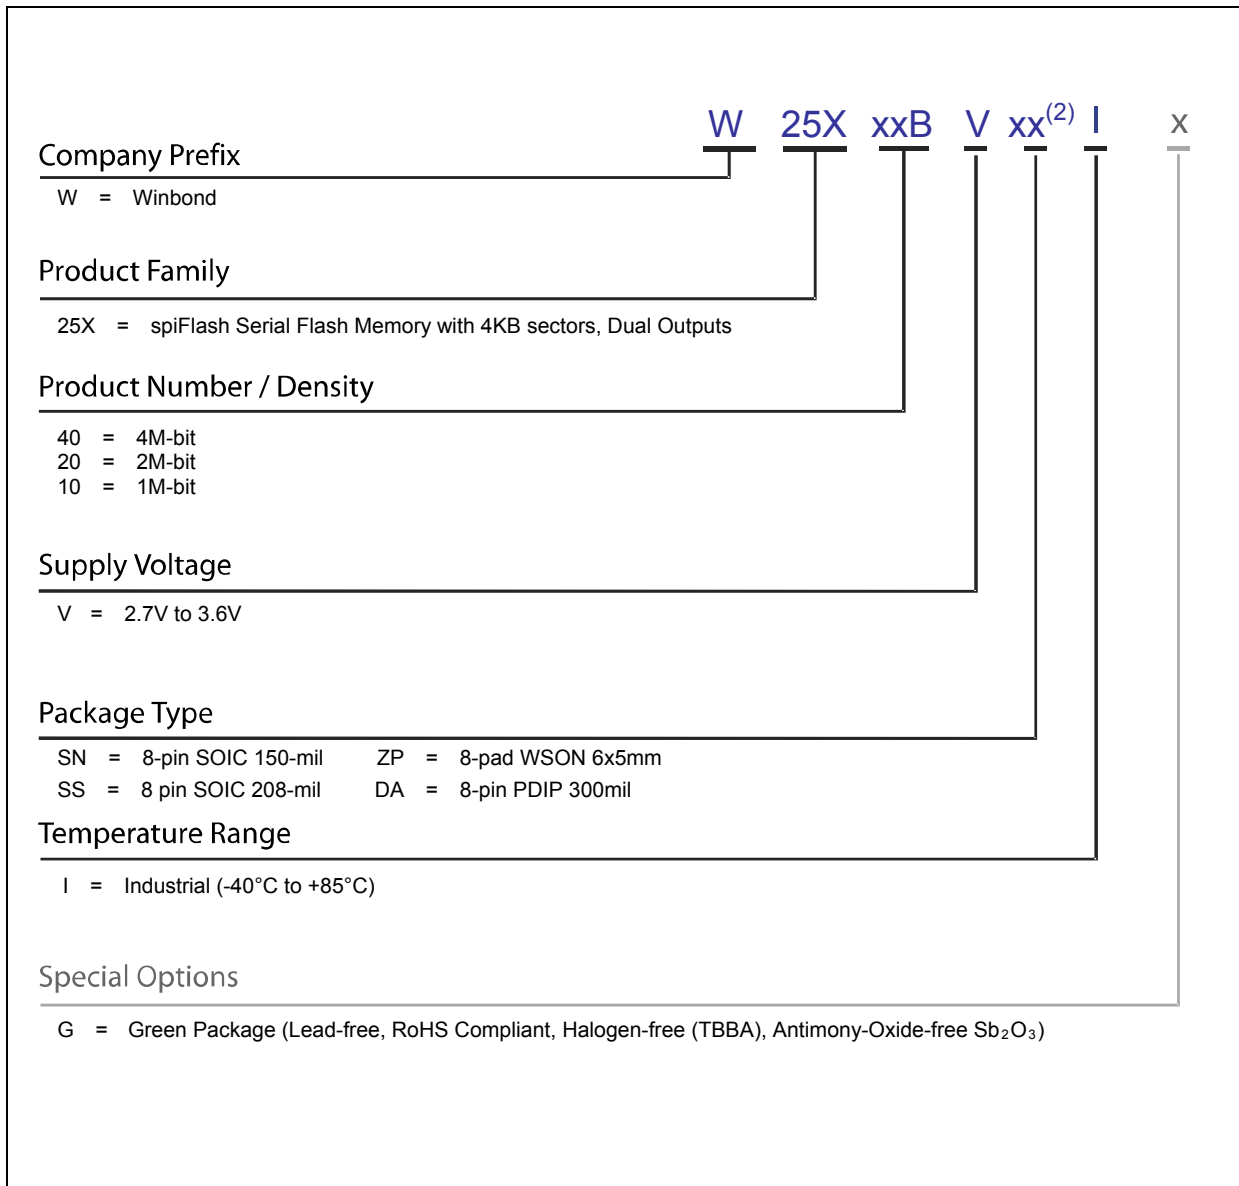 W 25X xxB V xx(2) I x
Company Prefix
W = Winbond
Product Family
25X = spiFlash Serial Flash Memory with 4KB sectors, Dual Outputs
Product Number / Density
40 = 4M-bit
20 = 2M-bit
10 = 1M-bit
Supply Voltage
V = 2.7V to 3.6V
Package Type
SN = 8-pin SOIC 150-mil ZP = 8-pad WSON 6x5mm
SS = 8 pin SOIC 208-mil DA = 8-pin PDIP 300mil
Temperature Range
I = Industrial (-40°C to +85°C)
Special Options
G = Green Package (Lead-free, RoHS Compliant, Halogen-free (TBBA), Antimony-Oxide-free Sb₂O₃)